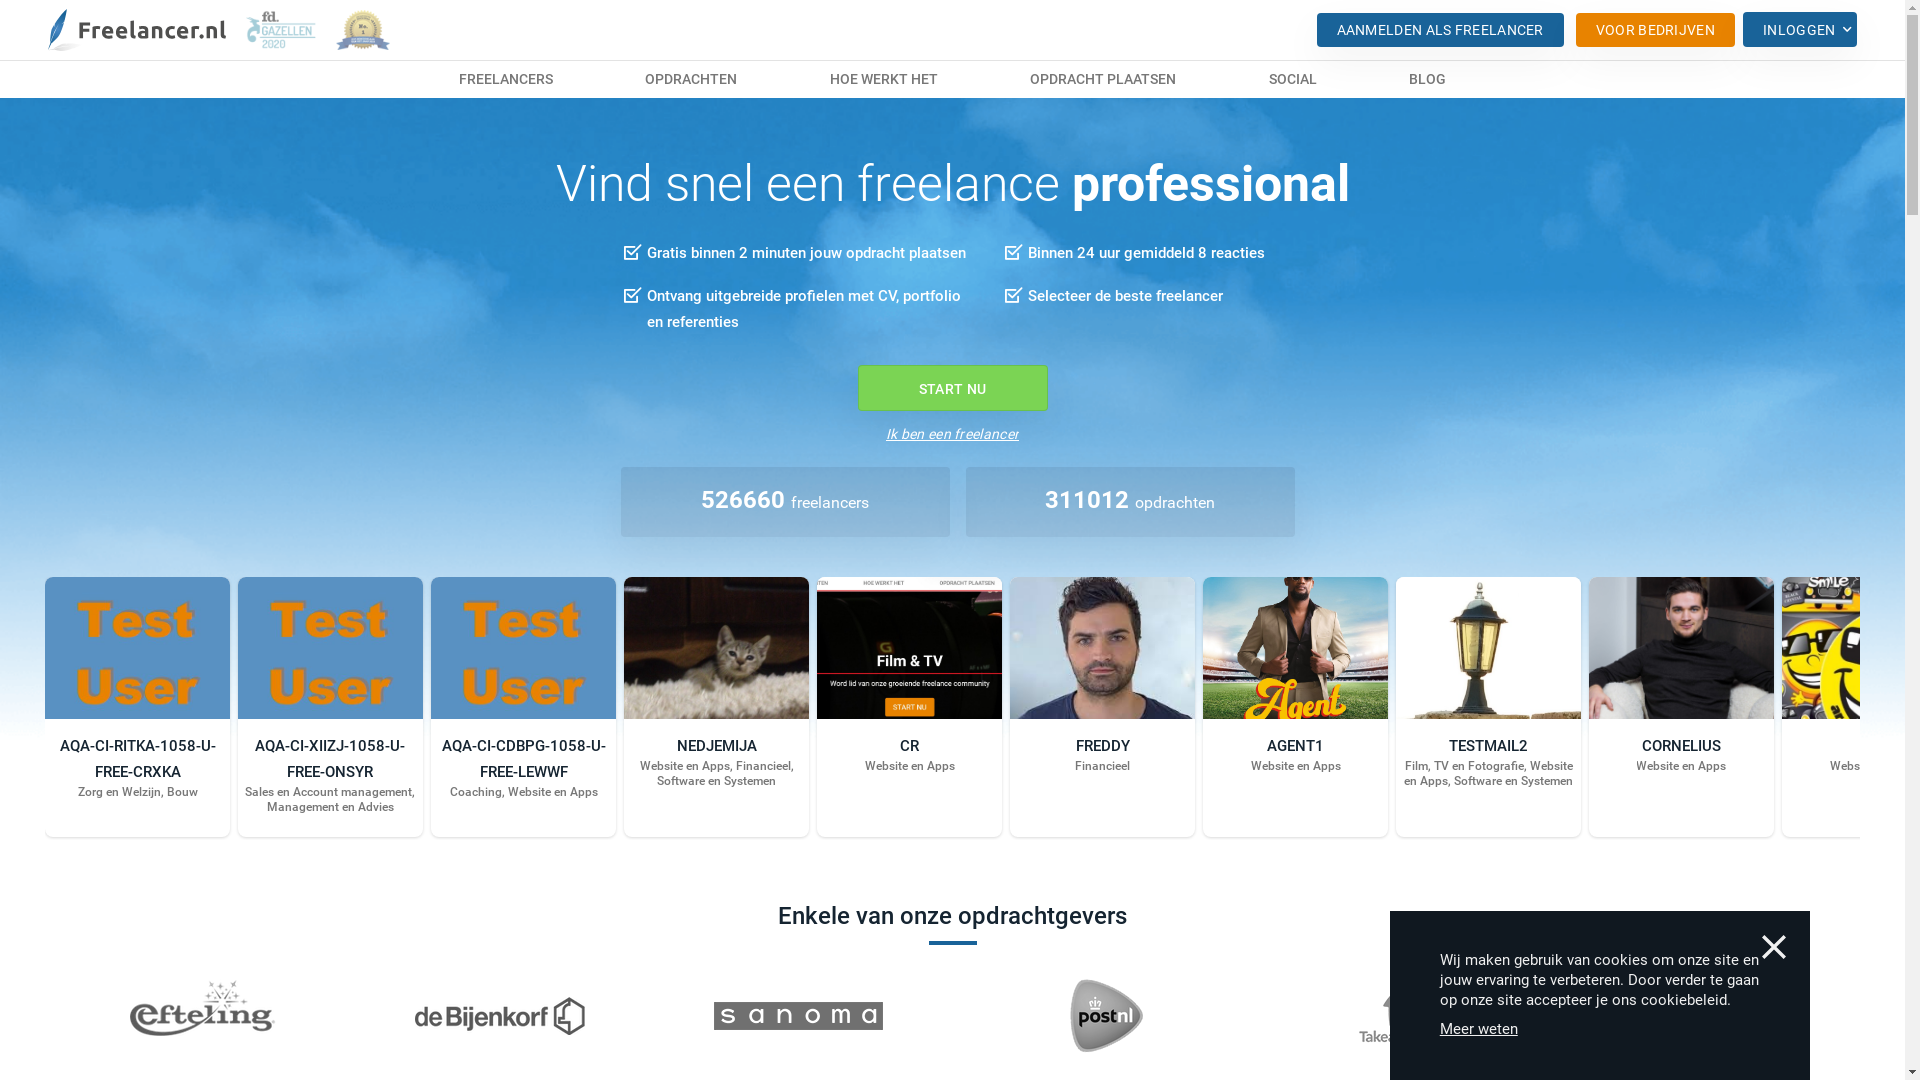 Freelancer.nl
fd.
GAZELLEN
2020
AANMELDEN ALS FREELANCER
VOOR BEDRIJVEN
INLOGGEN
FREELANCERS
OPDRACHTEN
HOE WERKT HET
OPDRACHT PLAATSEN
SOCIAL
BLOG
Vind snel een freelance professional
Gratis binnen 2 minuten jouw opdracht plaatsen
Binnen 24 uur gemiddeld 8 reacties
Ontvang uitgebreide profielen met CV, portfolio
en referenties
Selecteer de beste freelancer
START NU
Ik ben een freelancer
526660 freelancers
311012 opdrachten
Test
User
Test
User
Test
User
HOE WERKT HET
OPDRACHT PLAATSEN
Film & TV
Word lid van onze groeiende freelance community
START NU
Agent
SMILE
AQA-CI-RITKA-1058-U-
FREE-CRXKA
Zorg en Welzijn, Bouw
AQA-CI-XIIZJ-1058-U-
FREE-ONSYR
Sales en Account management,
Management en Advies
AQA-CI-CDBPG-1058-U-
FREE-LEWWF
Coaching, Website en Apps
NEDJEMIJA
Website en Apps, Financieel,
Software en Systemen
CR
Website en Apps
FREDDY
Financieel
AGENT1
Website en Apps
TESTMAIL2
Film, TV en Fotografie, Website
en Apps, Software en Systemen
CORNELIUS
Website en Apps
Webs
Enkele van onze opdrachtgevers
efteling
de Bijenkorf
sanoma
postnl
Takea
Wij maken gebruik van cookies om onze site en
jouw ervaring te verbeteren. Door verder te gaan
op onze site accepteer je ons cookiebeleid.
Meer weten